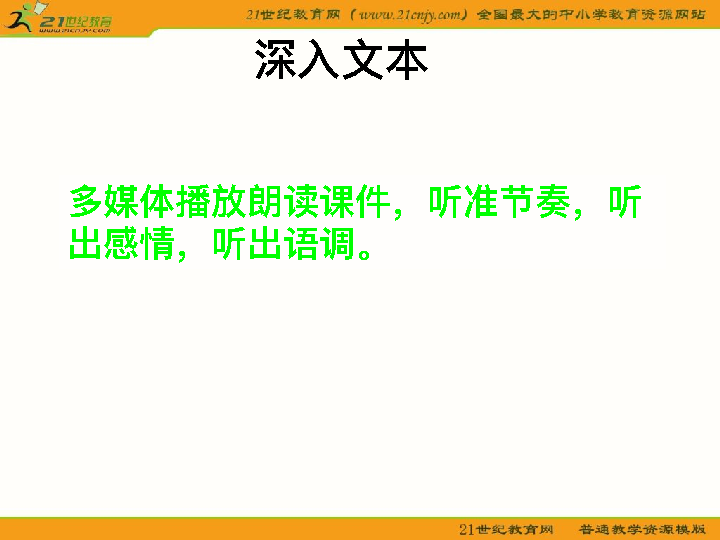 21世纪教育
21世纪教育网（www.21cnjy.com）全国最大的中小学教育资源网站
深入文本
多媒体播放朗读课件，听准节奏，听
出感情，听出语调。
21世纪教育网 普通教学资源模版